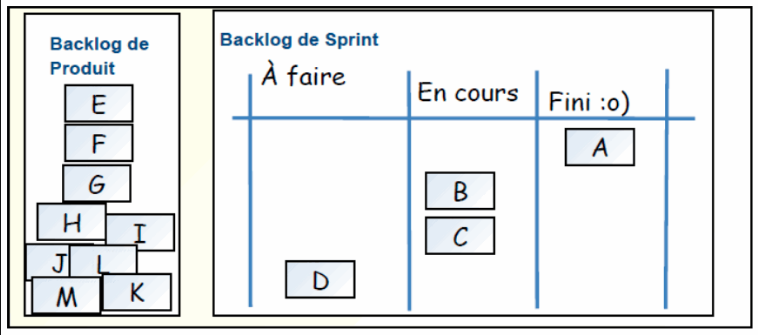 Backlog de
Produit
E
F
G
H
I
J
L
M
K
Backlog de Sprint
À faire
En cours
Fini :o)
A
B
C
D